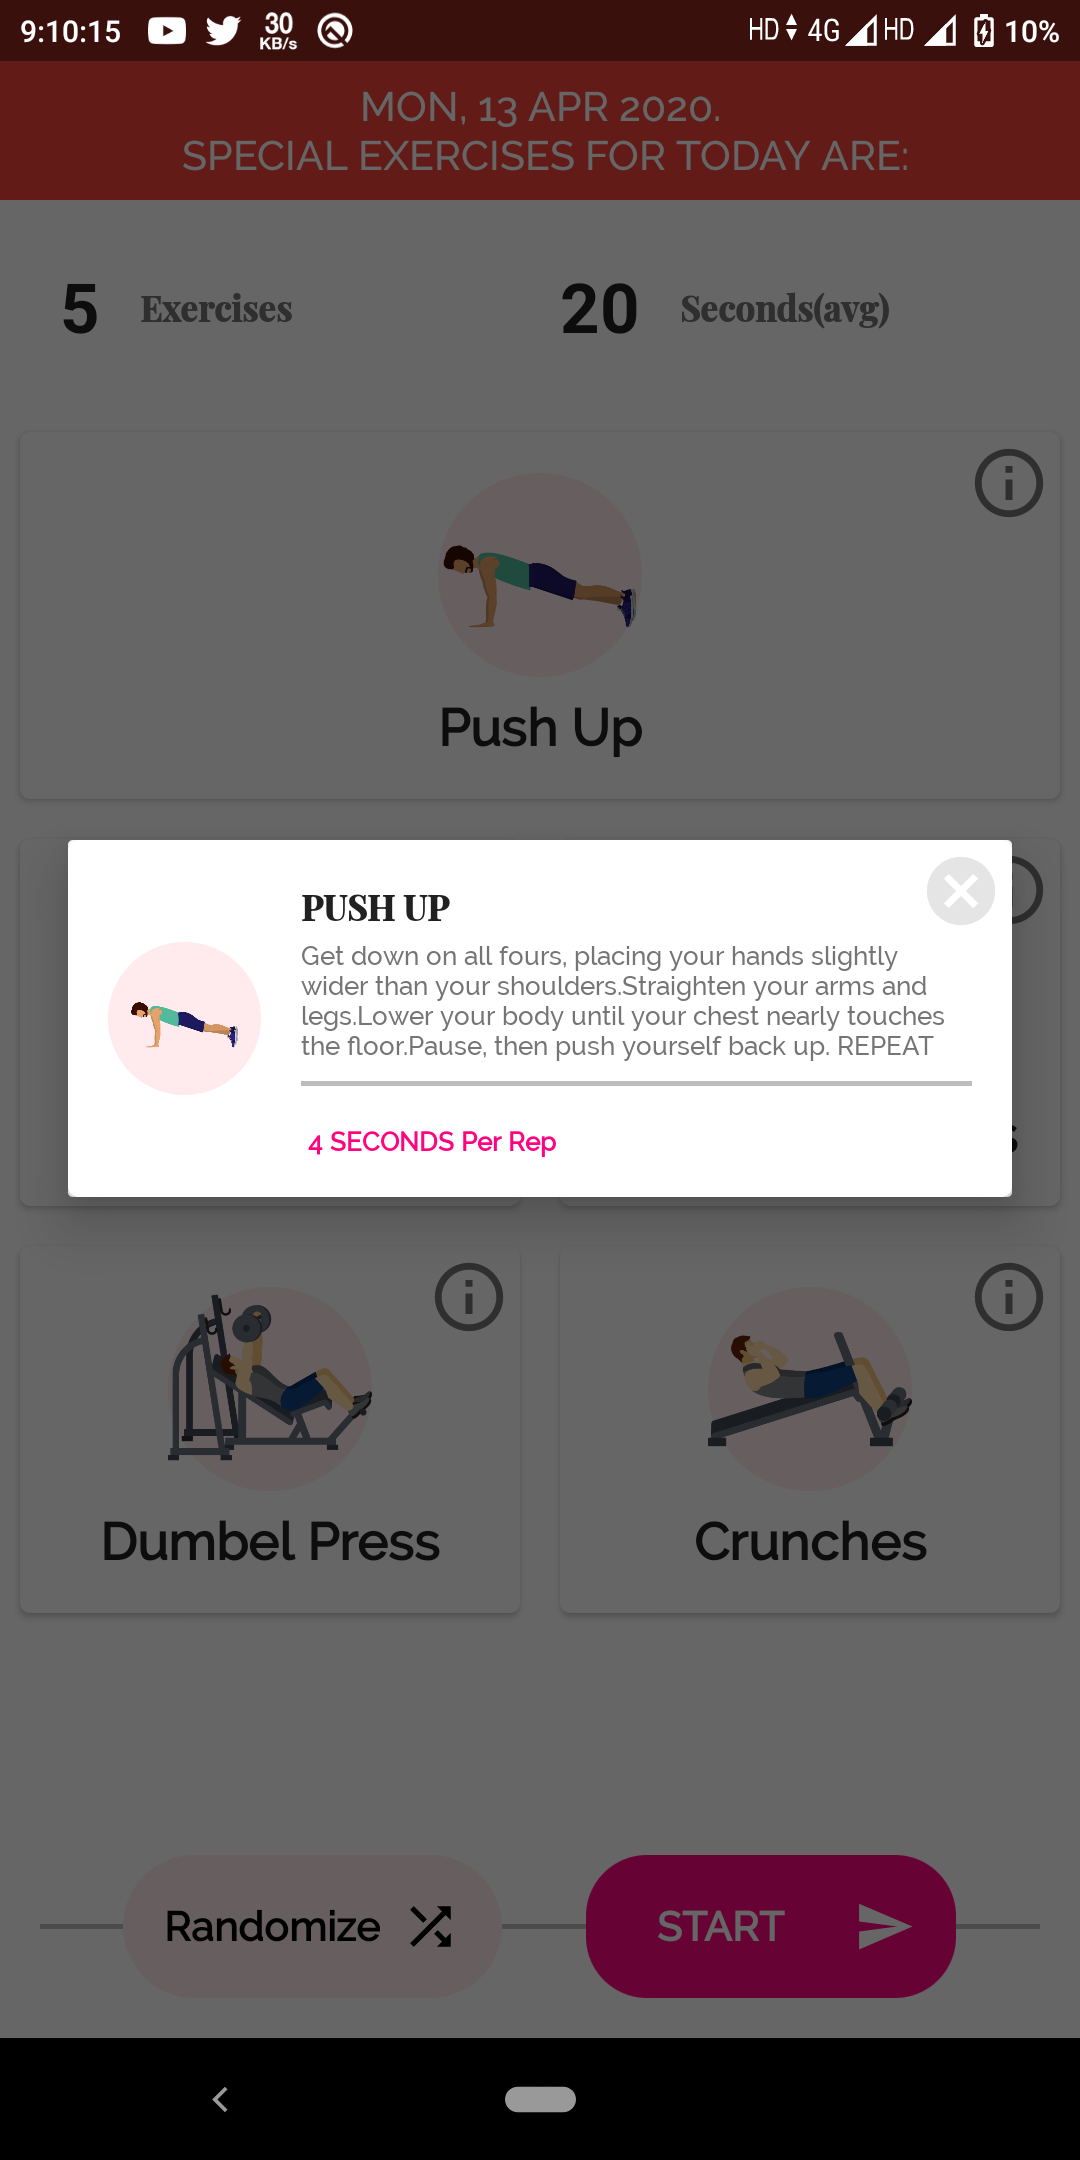 9:10:15 30 KB/s HD 4G HD 10%
MON, 13 APR 2020.
SPECIAL EXERCISES FOR TODAY ARE:
5 Exercises 20 Seconds(avg)
Push Up
PUSH UP
Get down on all fours, placing your hands slightly
wider than your shoulders.Straighten your arms and
legs.Lower your body until your chest nearly touches
the floor.Pause, then push yourself back up. REPEAT
4 SECONDS Per Rep
Dumbel Press Crunches
Randomize START